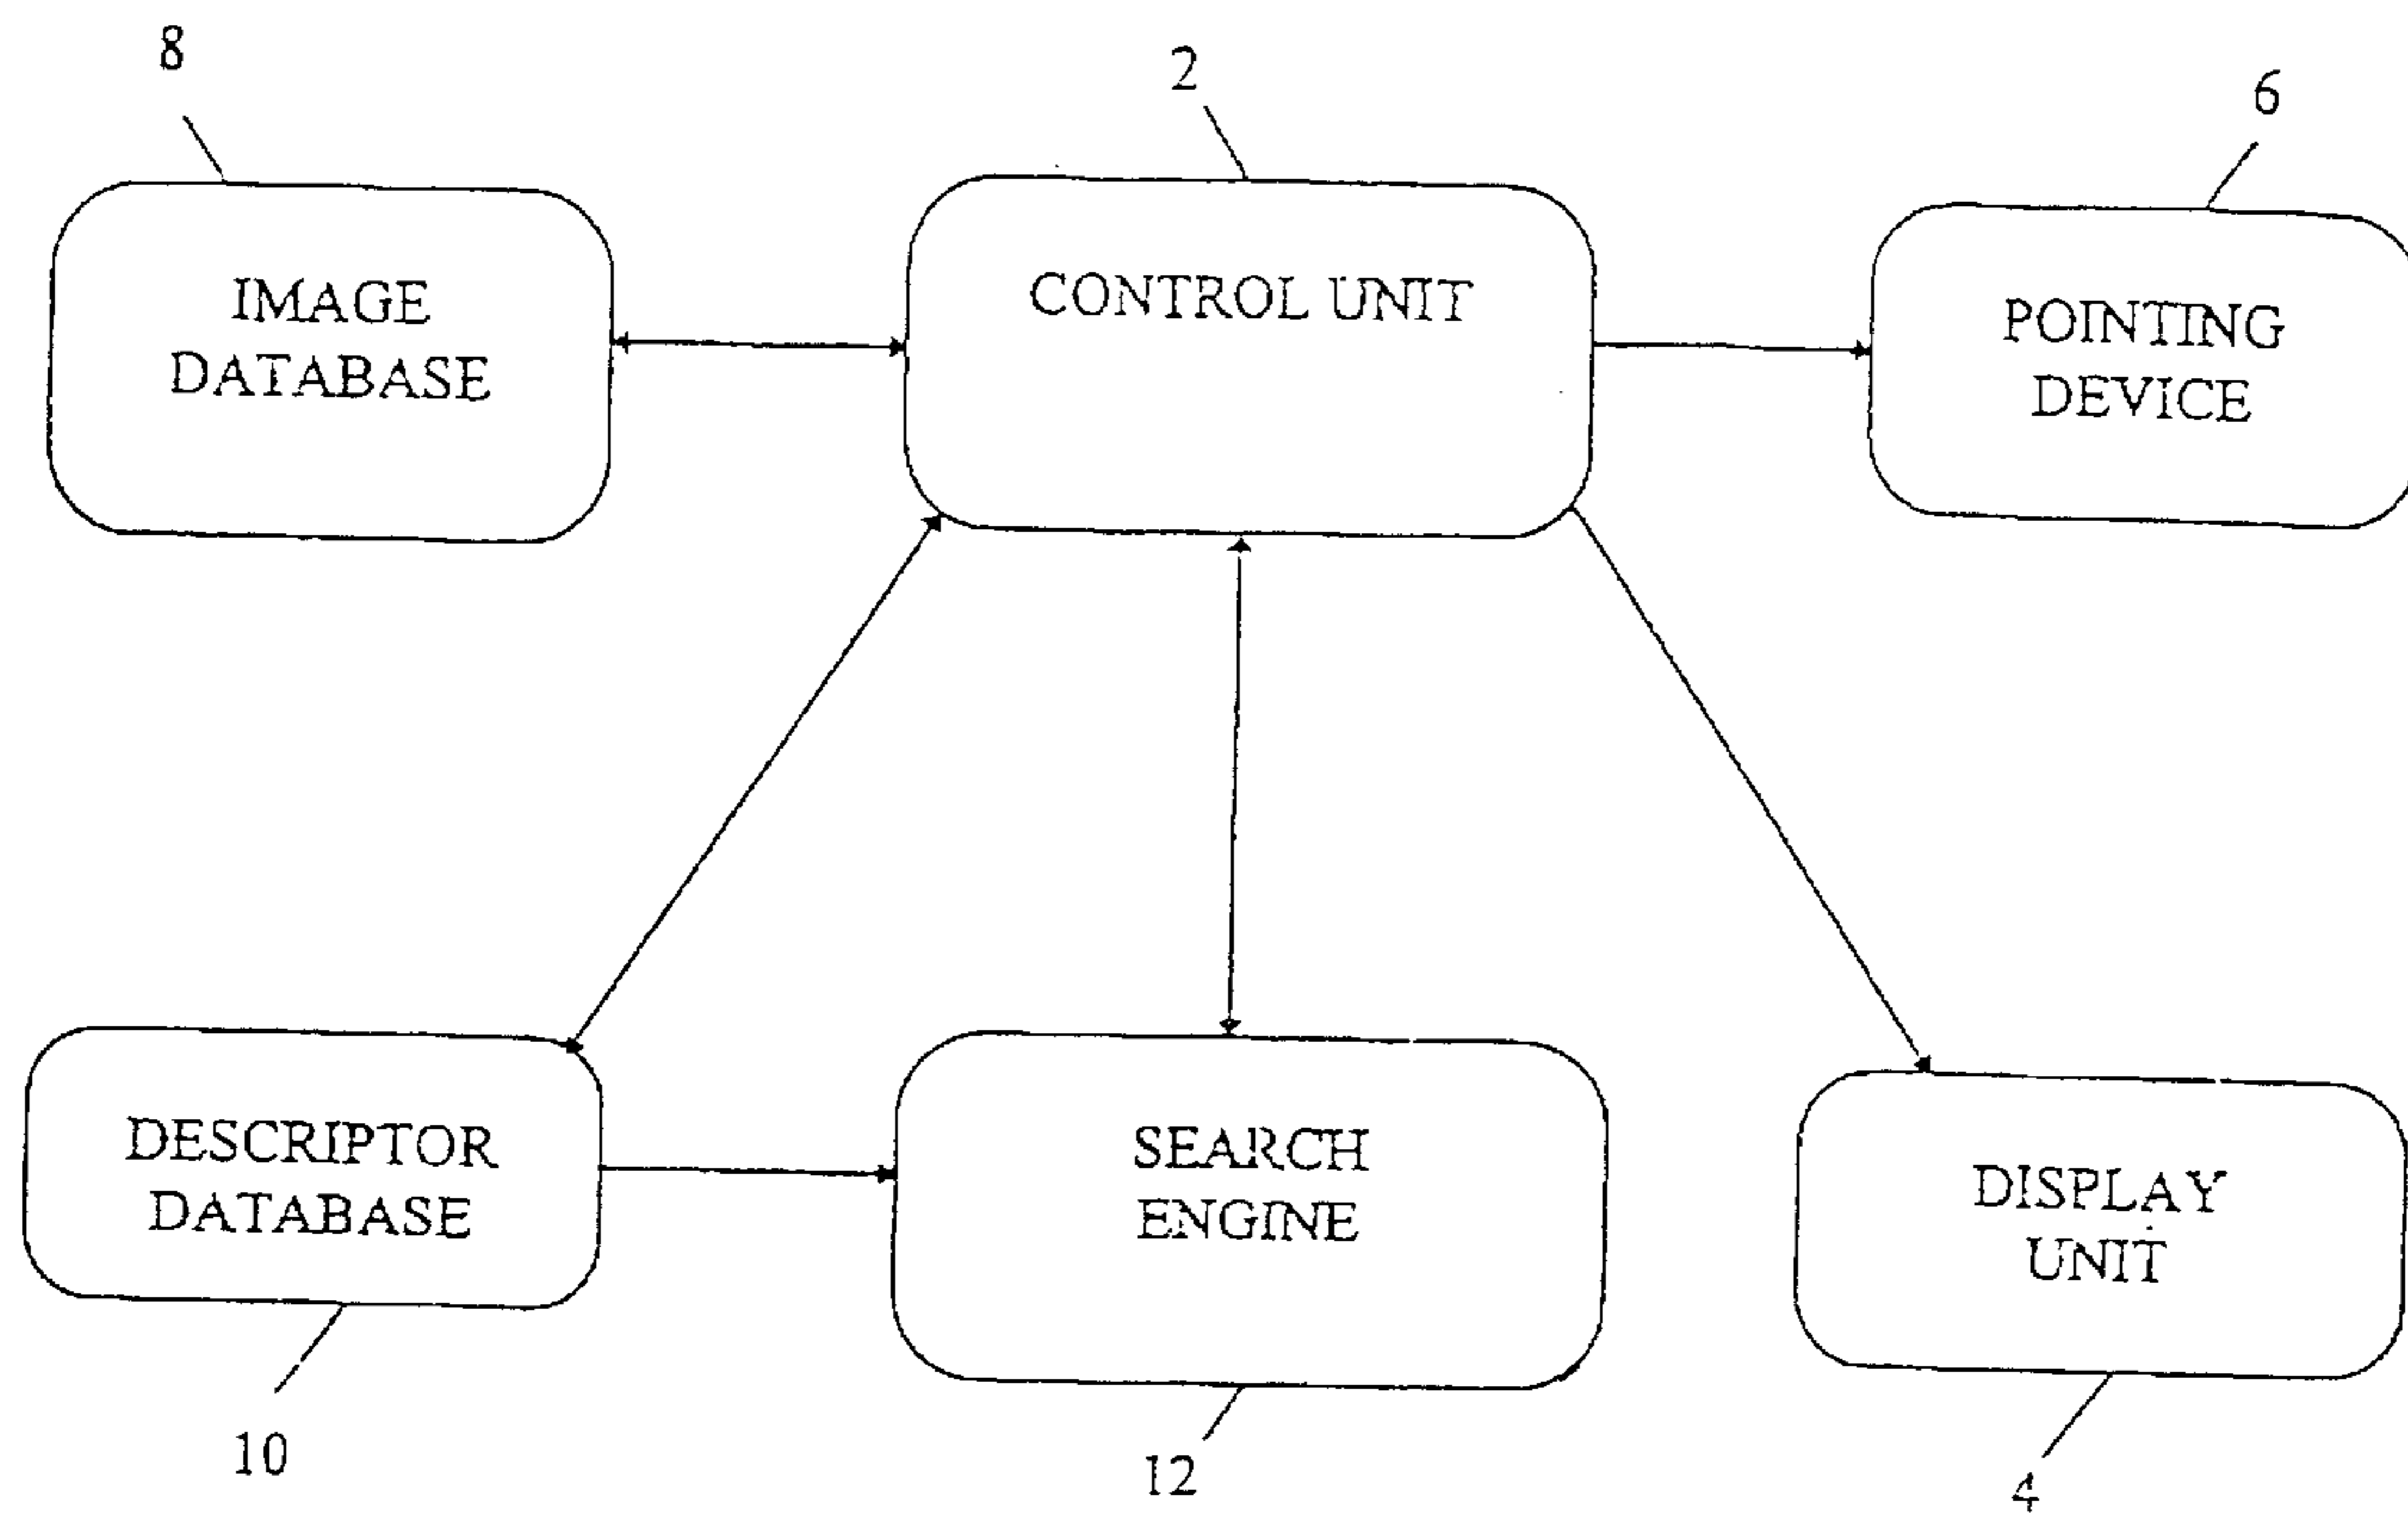 8
2
6
IMAGE
DATABASE
CONTROL UNIT
POINTING
DEVICE
DESCRIPTOR
DATABASE
SEARCH
ENGINE
DISPLAY
UNIT
10
12
4